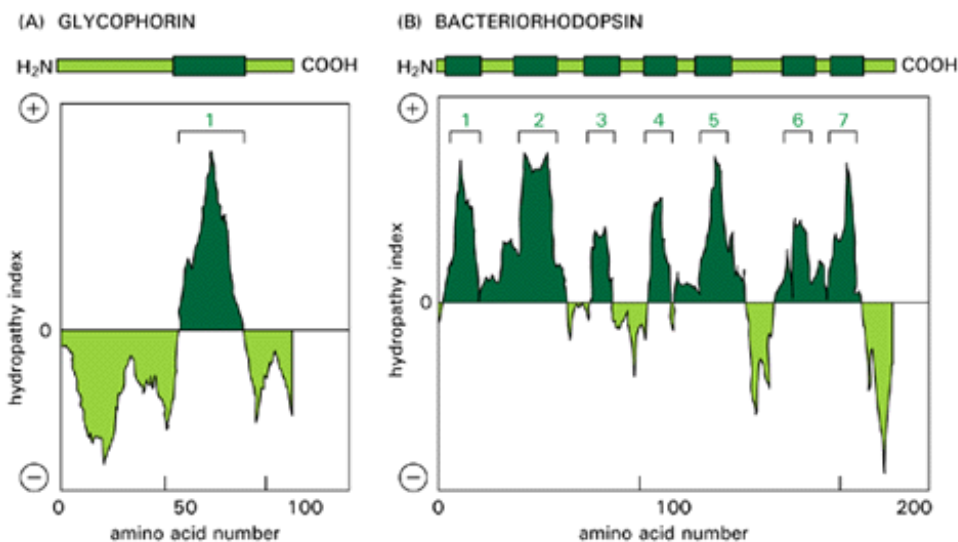 (A) GLYCOPHORIN
H₂N COOH
+
1
hydropathy index
0
−
0 50 100
amino acid number
(B) BACTERIORHODOPSIN
H₂N COOH
+
1 2 3 4 5 6 7
hydropathy index
0
−
0 100 200
amino acid number